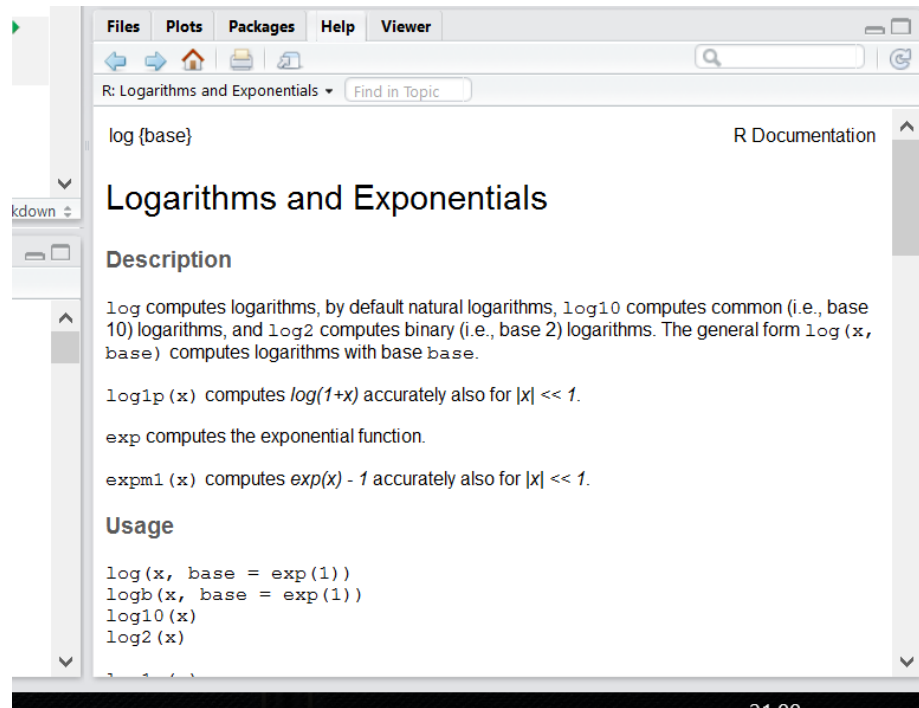 Files Plots Packages Help Viewer
R: Logarithms and Exponentials Find in Topic
log {base} R Documentation
kdown
Logarithms and Exponentials
Description
log computes logarithms, by default natural logarithms, log10 computes common (i.e., base
10) logarithms, and log2 computes binary (i.e., base 2) logarithms. The general form log(x,
base) computes logarithms with base base.
log1p(x) computes log(1+x) accurately also for |x| << 1.
exp computes the exponential function.
expm1(x) computes exp(x) - 1 accurately also for |x| << 1.
Usage
log(x, base = exp(1))
logb(x, base = exp(1))
log10(x)
log2(x)